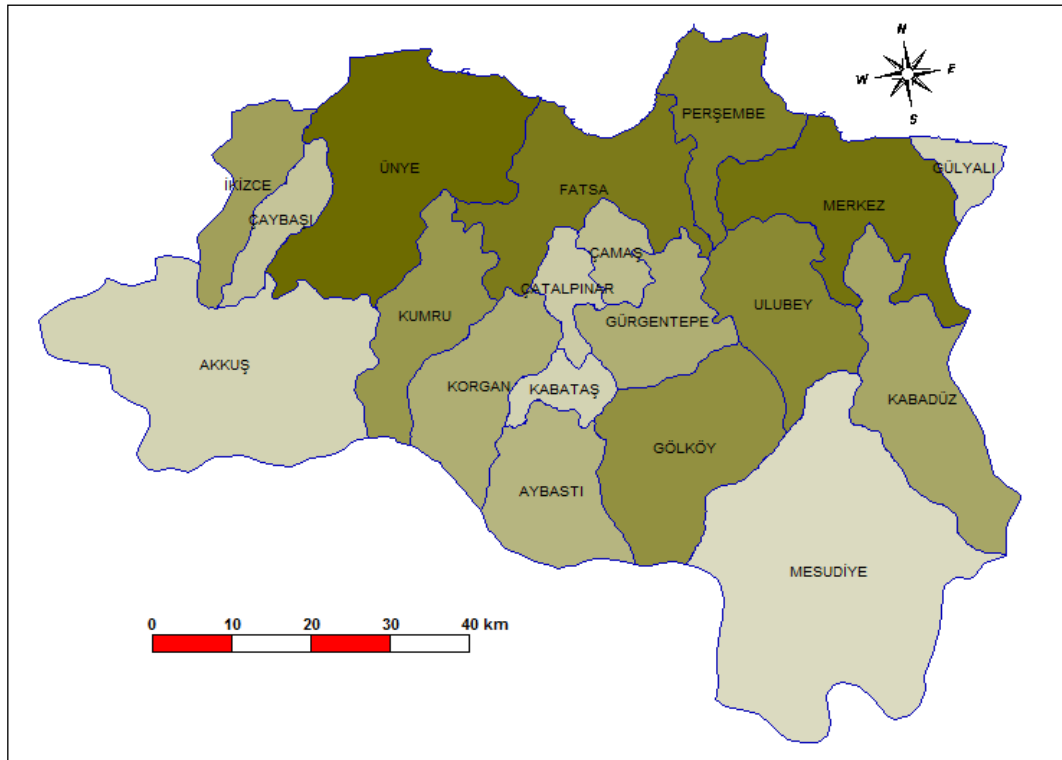 N
W E
S
PERŞEMBE
GÜLYALI
ÜNYE
İKİZCE
FATSA
MERKEZ
ÇAYBAŞI
ÇAMAŞ
ÇATALPINAR
ULUBEY
KUMRU
GÜRGENTEPE
AKKUŞ
KORGAN
KABATAŞ
KABADÜZ
GÖLKÖY
AYBASTI
MESUDİYE
0 10 20 30 40 km